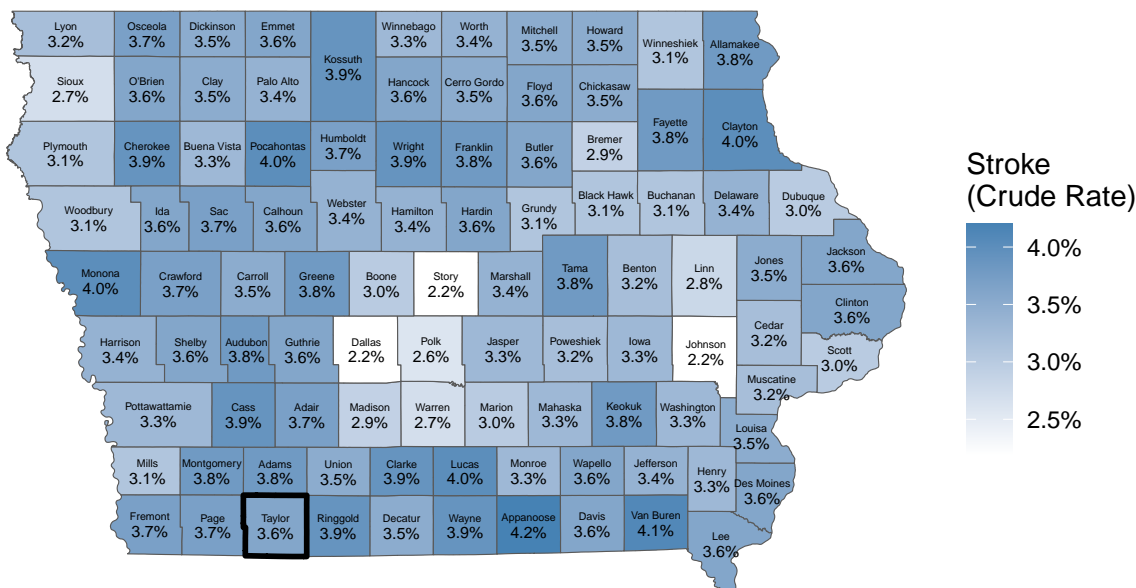 Lyon
3.2%
Osceola
3.7%
Dickinson
3.5%
Emmet
3.6%
Kossuth
3.9%
Winnebago
3.3%
Worth
3.4%
Mitchell
3.5%
Howard
3.5%
Winneshiek
3.1%
Allamakee
3.8%
Sioux
2.7%
O'Brien
3.6%
Clay
3.5%
Palo Alto
3.4%
Hancock
3.6%
Cerro Gordo
3.5%
Floyd
3.6%
Chickasaw
3.5%
Fayette
3.8%
Clayton
4.0%
Plymouth
3.1%
Cherokee
3.9%
Buena Vista
3.3%
Pocahontas
4.0%
Humboldt
3.7%
Wright
3.9%
Franklin
3.8%
Butler
3.6%
Bremer
2.9%
Woodbury
3.1%
Ida
3.6%
Sac
3.7%
Calhoun
3.6%
Webster
3.4%
Hamilton
3.4%
Hardin
3.6%
Grundy
3.1%
Black Hawk
3.1%
Buchanan
3.1%
Delaware
3.4%
Dubuque
3.0%
Monona
4.0%
Crawford
3.7%
Carroll
3.5%
Greene
3.8%
Boone
3.0%
Story
2.2%
Marshall
3.4%
Tama
3.8%
Benton
3.2%
Linn
2.8%
Jones
3.5%
Jackson
3.6%
Clinton
3.6%
Harrison
3.4%
Shelby
3.6%
Audubon
3.8%
Guthrie
3.6%
Dallas
2.2%
Polk
2.6%
Jasper
3.3%
Poweshiek
3.2%
Iowa
3.3%
Johnson
2.2%
Cedar
3.2%
Scott
3.0%
Muscatine
3.2%
Pottawattamie
3.3%
Cass
3.9%
Adair
3.7%
Madison
2.9%
Warren
2.7%
Marion
3.0%
Mahaska
3.3%
Keokuk
3.8%
Washington
3.3%
Louisa
3.5%
Mills
3.1%
Montgomery
3.8%
Adams
3.8%
Union
3.5%
Clarke
3.9%
Lucas
4.0%
Monroe
3.3%
Wapello
3.6%
Jefferson
3.4%
Henry
3.3%
Des Moines
3.6%
Fremont
3.7%
Page
3.7%
Taylor
3.6%
Ringgold
3.9%
Decatur
3.5%
Wayne
3.9%
Appanoose
4.2%
Davis
3.6%
Van Buren
4.1%
Lee
3.6%
Stroke
(Crude Rate)
4.0%
3.5%
3.0%
2.5%